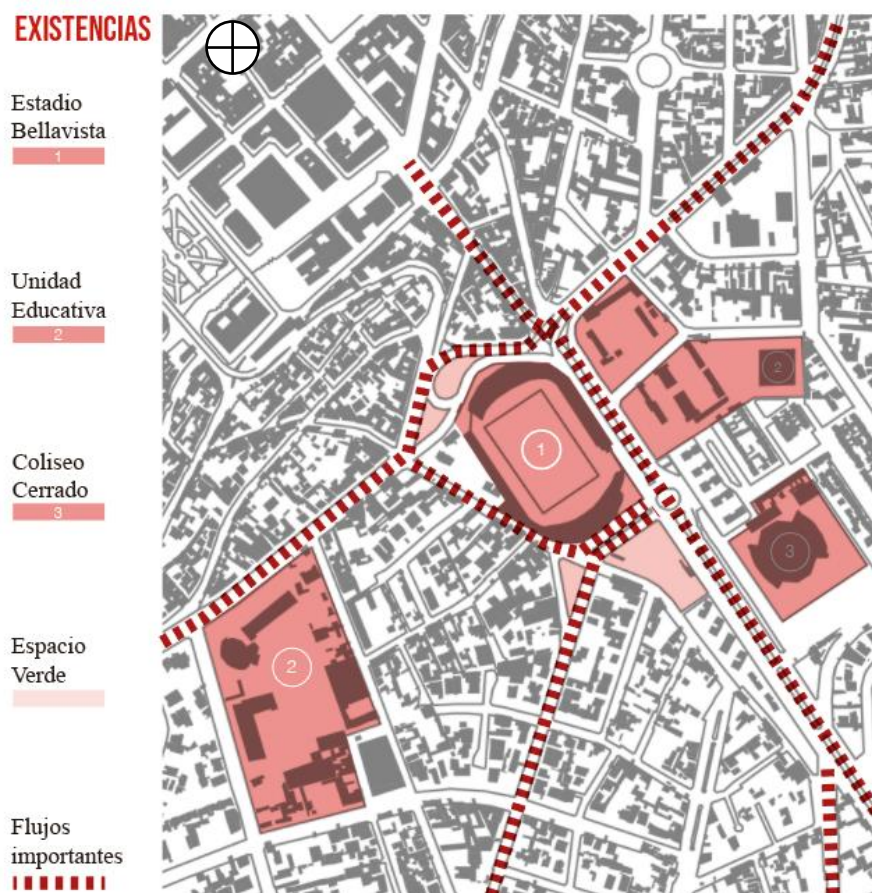 EXISTENCIAS
Estadio
Bellavista
1
Unidad
Educativa
2
Coliseo
Cerrado
3
Espacio
Verde
Flujos
importantes
2
1
3
2